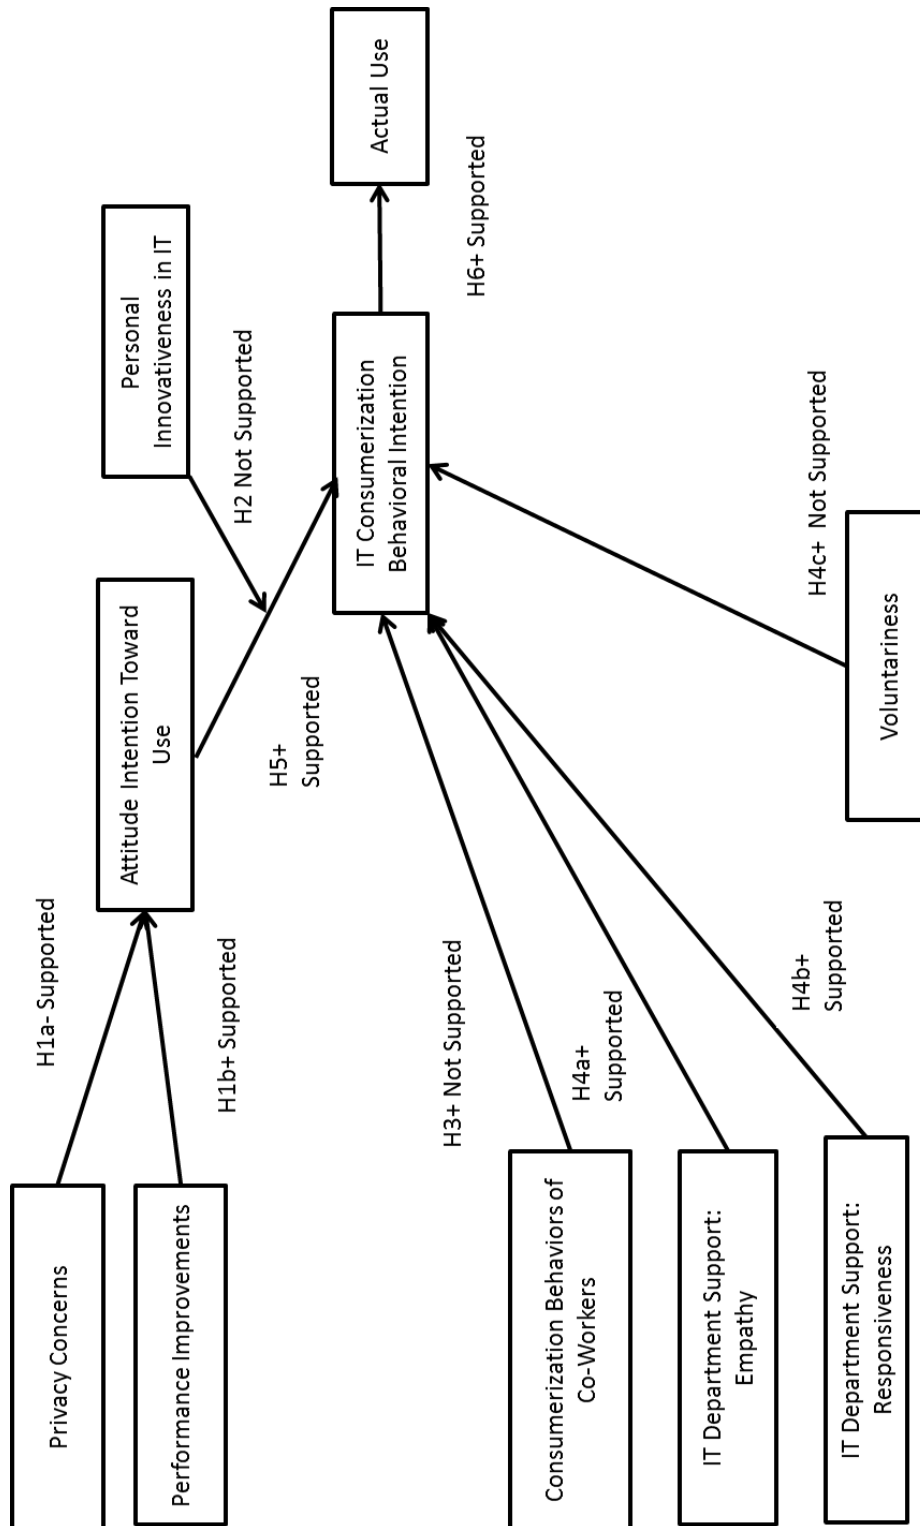 Privacy Concerns
Performance Improvements
H1a- Supported
H1b+ Supported
Attitude Intention Toward
Use
Personal
Innovativeness in IT
H2 Not Supported
H5+
Supported
Consumerization Behaviors of
Co-Workers
H3+ Not Supported
IT Consumerization
Behavioral Intention
H6+ Supported
Actual Use
IT Department Support:
Empathy
H4a+
Supported
IT Department Support:
Responsiveness
H4b+
Supported
Voluntariness
H4c+ Not Supported